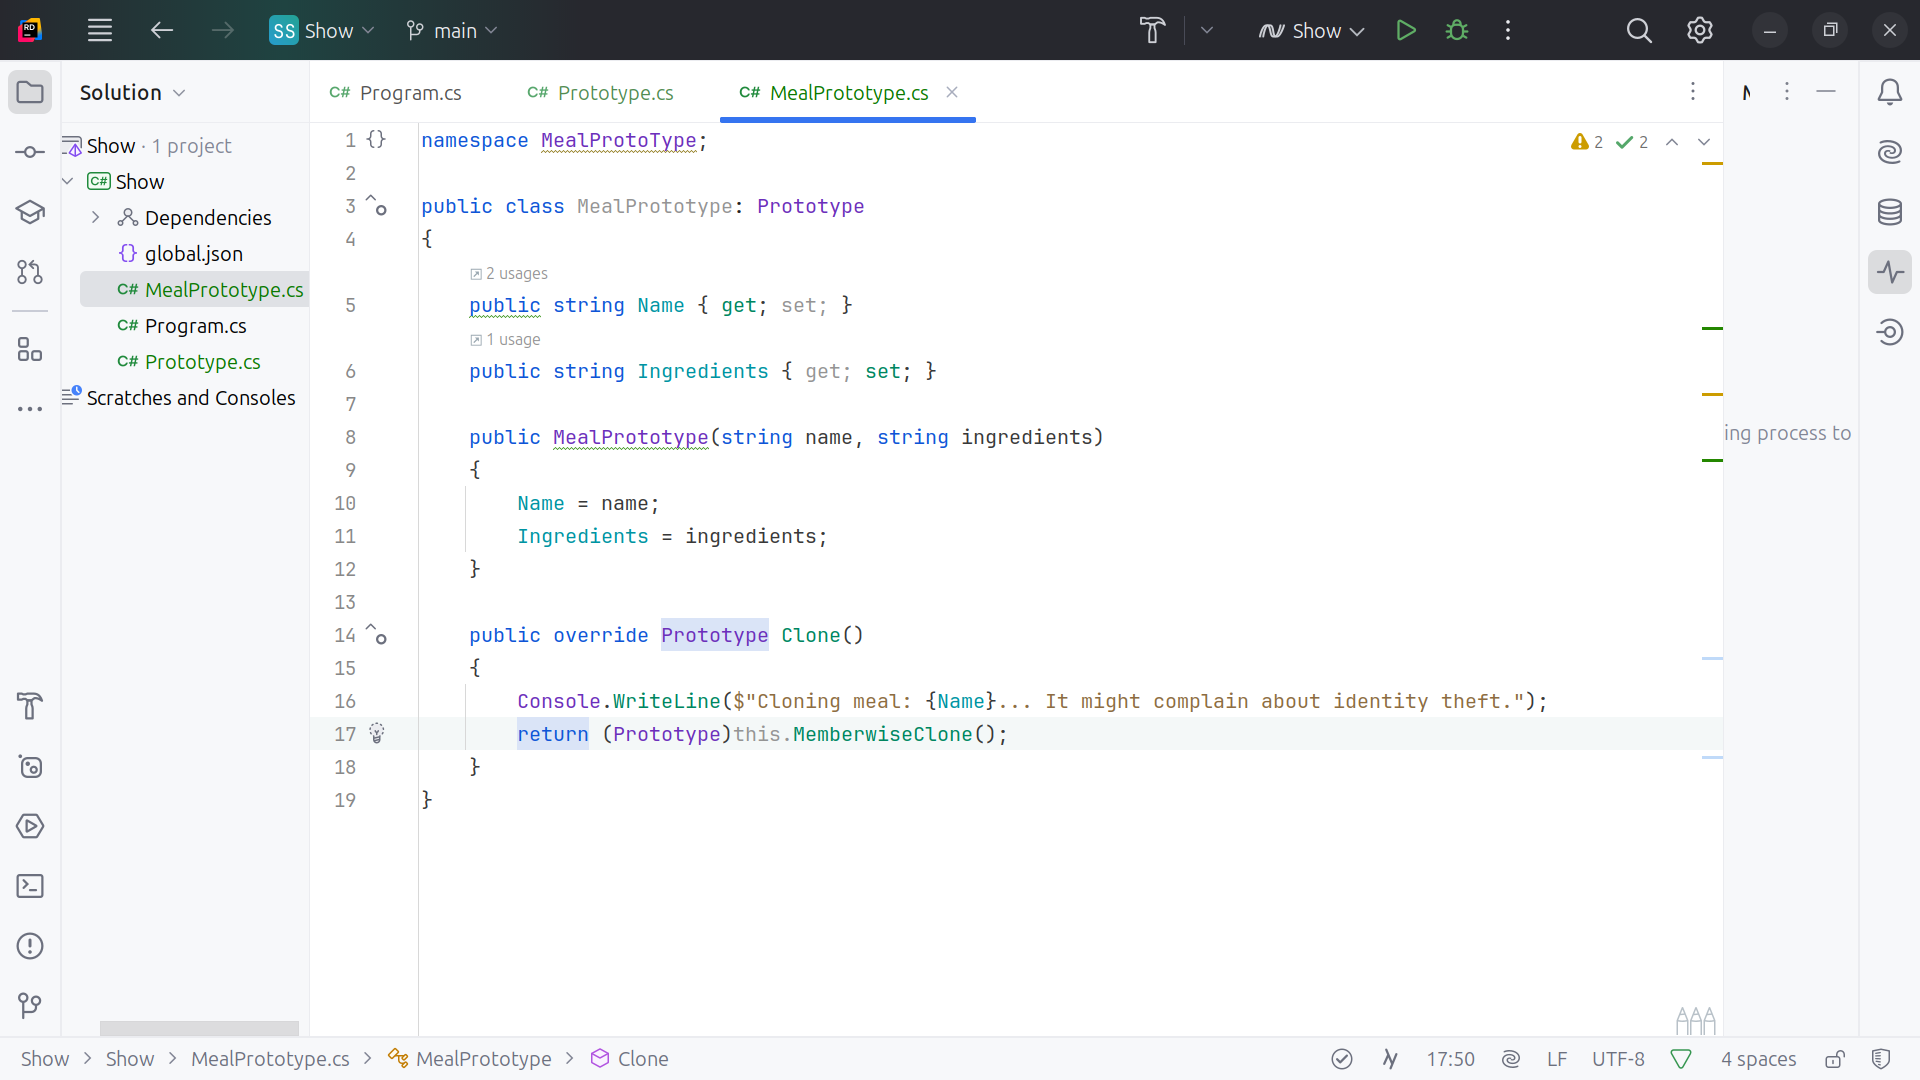 RD
SS Show
main
Show
Solution
C# Program.cs
C# Prototype.cs
C# MealPrototype.cs
Show · 1 project
C# Show
Dependencies
{} global.json
C# MealPrototype.cs
C# Program.cs
C# Prototype.cs
Scratches and Consoles
1 {} namespace MealProtoType;
2 2
2
3 public class MealPrototype: Prototype
4 {
2 usages
5 public string Name { get; set; }
1 usage
6 public string Ingredients { get; set; }
7
8 public MealPrototype(string name, string ingredients)
9 {
10 Name = name;
11 Ingredients = ingredients;
12 }
13
14 public override Prototype Clone()
15 {
16 Console.WriteLine($"Cloning meal: {Name}... It might complain about identity theft.");
17 return (Prototype)this.MemberwiseClone();
18 }
19 }
ing process to
Show > Show > MealPrototype.cs > MealPrototype > Clone
17:50
LF
UTF-8
4 spaces